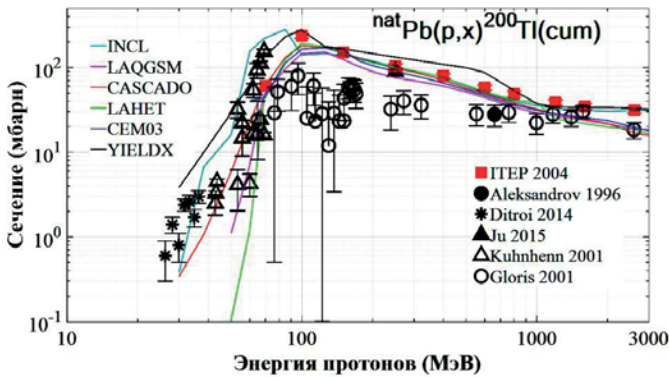 natPb(p,x)200Tl(cum)
INCL
LAQGSM
CASCADO
LAHET
CEM03
YIELDX
ITEP 2004
Aleksandrov 1996
Ditroi 2014
Ju 2015
Kuhnhenn 2001
Gloris 2001
Сечение (мбарн)
10^3
10^2
10^1
10^0
10^-1
10
100
1000
3000
Энергия протонов (МэВ)